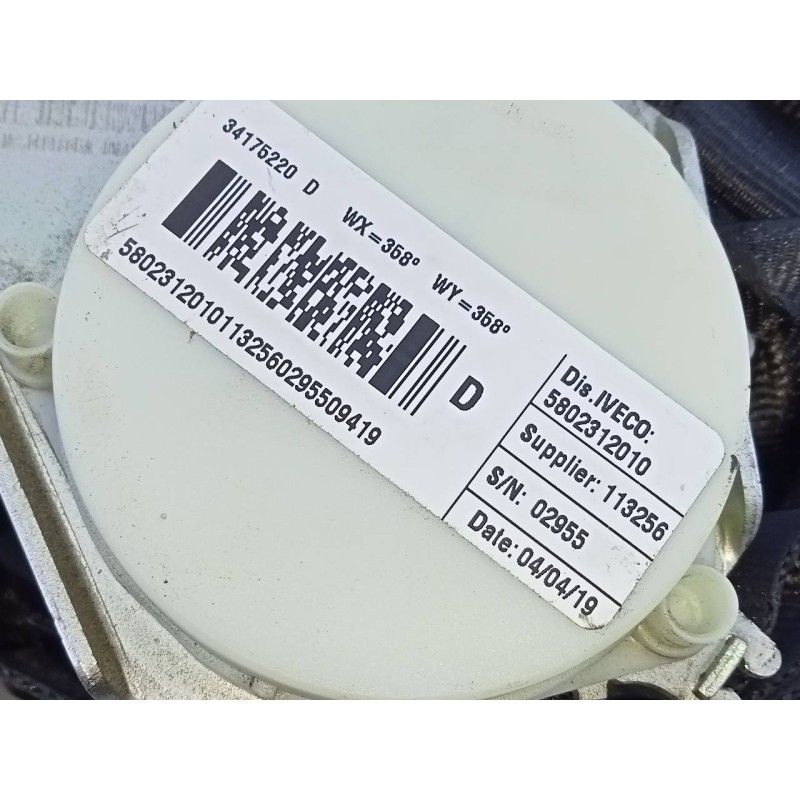 34175220 D WX=358° WY=358°
D
58023120101132560295509419
Dis.IVECO:
5802312010
Supplier: 113256
S/N: 02955
Date: 04/04/19